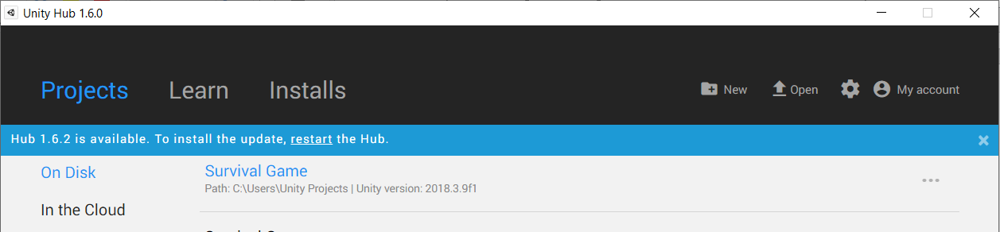 Unity Hub 1.6.0
Projects Learn Installs New Open My account
Hub 1.6.2 is available. To install the update, restart the Hub.
On Disk
Survival Game
Path: C:\Users\Unity Projects | Unity version: 2018.3.9f1
In the Cloud